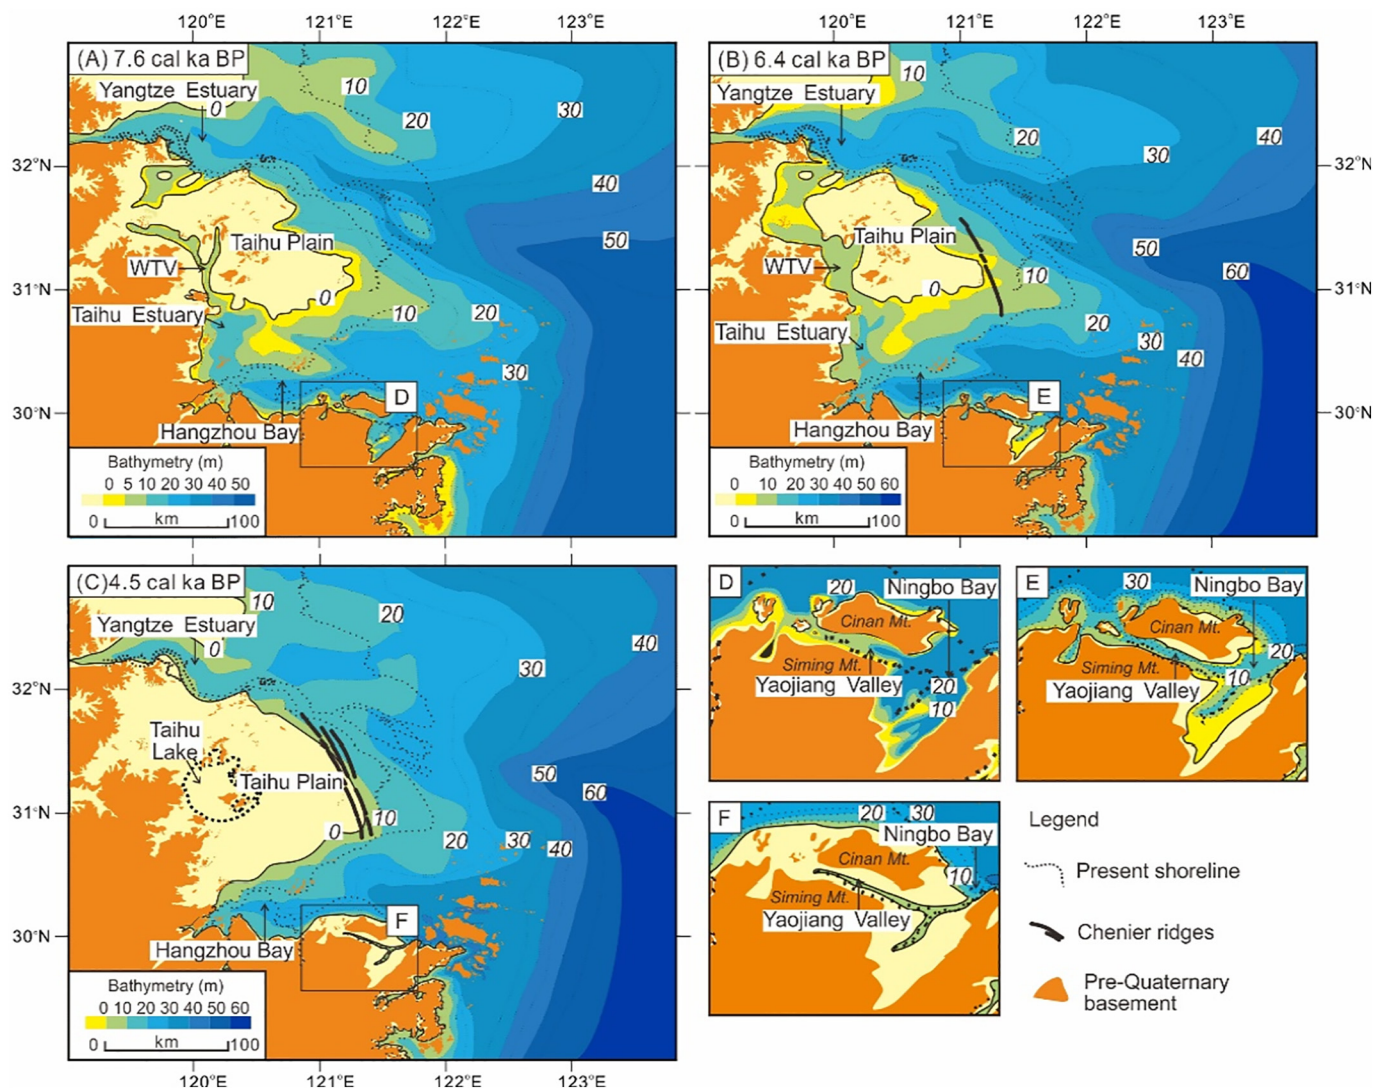 120°E 121°E 122°E 123°E 120°E 121°E 122°E 123°E
(A) 7.6 cal ka BP
Yangtze Estuary
0
10
20
30
40
50
32°N
Taihu Plain
WTV
31°N
0
Taihu Estuary
10
20
30
30°N
D
Hangzhou Bay
Bathymetry (m)
0 5 10 20 30 40 50
0 km 100
(B) 6.4 cal ka BP
10
Yangtze Estuary
20
30
40
32°N
Taihu Plain
50
WTV
60
10
0
31°N
Taihu Estuary
20
30
40
E
30°N
Hangzhou Bay
Bathymetry (m)
0 10 20 30 40 50 60
0 km 100
(C) 4.5 cal ka BP
10
20
Yangtze Estuary
0
40
30
32°N
Taihu
Lake
Taihu Plain
50
60
31°N
0
10
20
30
40
F
30°N
Hangzhou Bay
Bathymetry (m)
0 10 20 30 40 50 60
0 km 100
120°E 121°E 122°E 123°E
D
20
Ningbo Bay
Cinan Mt.
Siming Mt.
Yaojiang Valley
20
10
E
30
Ningbo Bay
Cinan Mt.
20
Siming Mt.
10
Yaojiang Valley
F
20
30
Ningbo Bay
Cinan Mt.
10
Siming Mt.
Yaojiang Valley
Legend
Present shoreline
Chenier ridges
Pre-Quaternary
basement